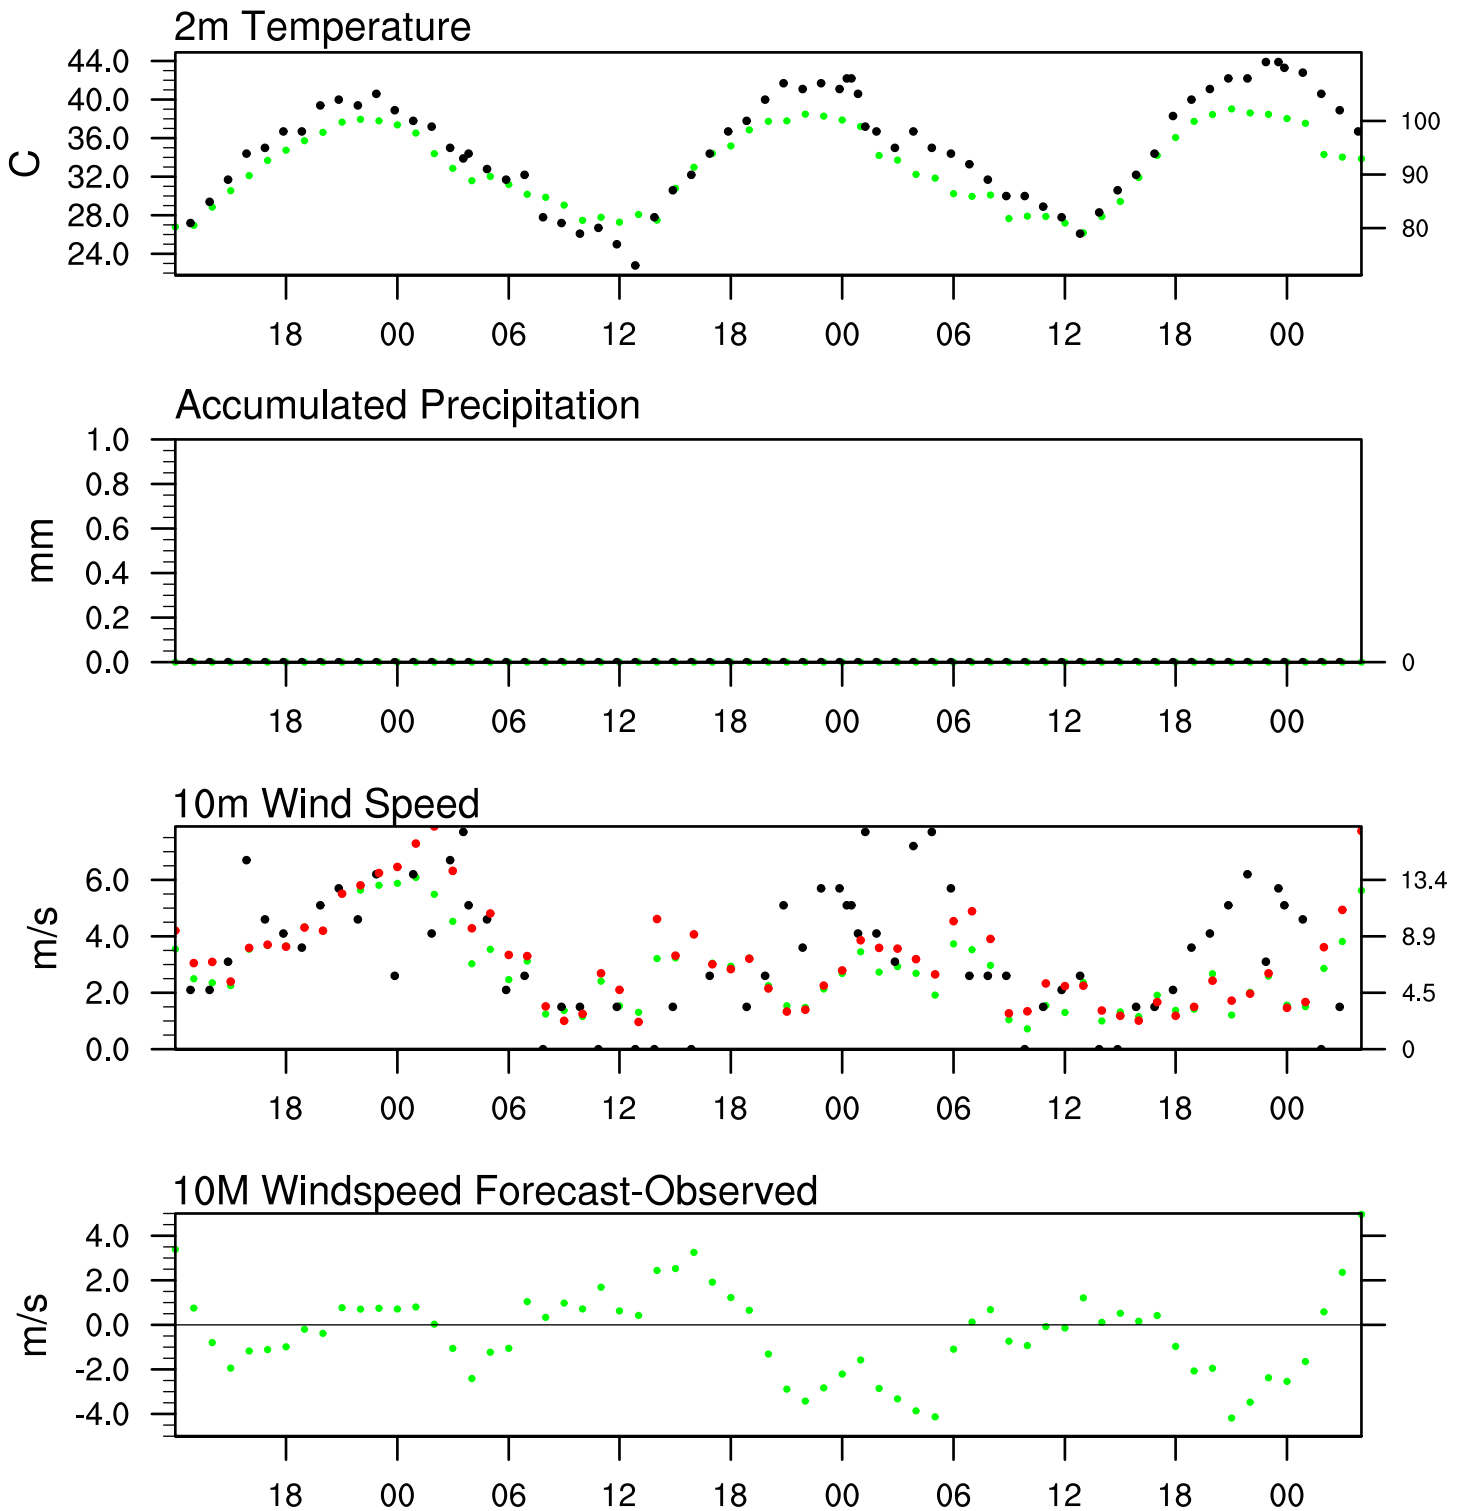 2m Temperature
44.0
40.0
36.0
32.0
28.0
24.0
C
100
90
80
18 00 06 12 18 00 06 12 18 00
Accumulated Precipitation
1.0
0.8
0.6
0.4
0.2
0.0
mm
0
18 00 06 12 18 00 06 12 18 00
10m Wind Speed
6.0
4.0
2.0
0.0
m/s
13.4
8.9
4.5
0
18 00 06 12 18 00 06 12 18 00
10M Windspeed Forecast-Observed
4.0
2.0
0.0
-2.0
-4.0
m/s
18 00 06 12 18 00 06 12 18 00